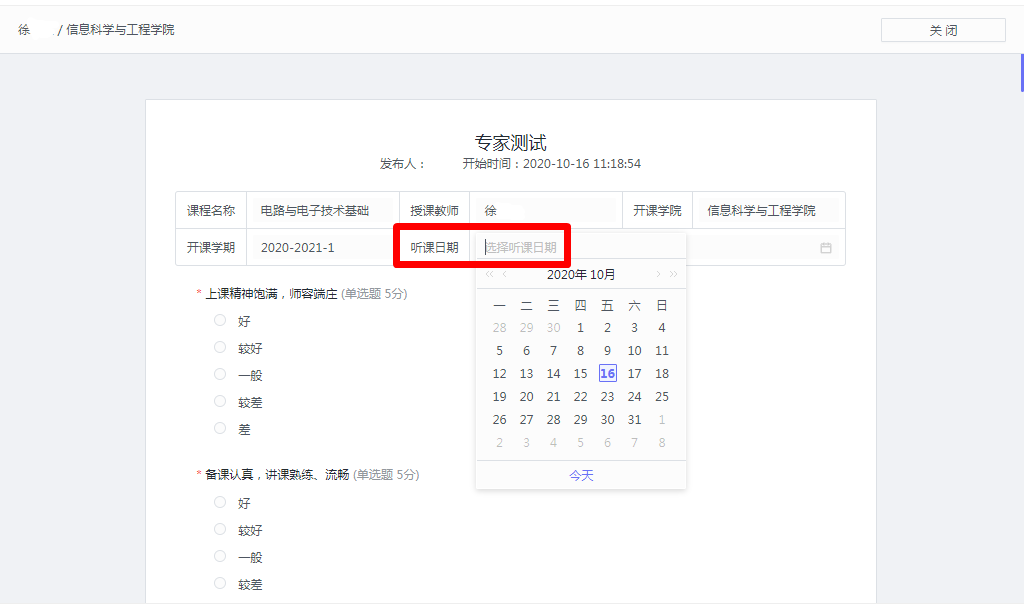 徐 / 信息科学与工程学院
关 闭
专家测试
发布人： 开始时间：2020-10-16 11:18:54
课程名称 电路与电子技术基础 授课教师 徐 开课学院 信息科学与工程学院
开课学期 2020-2021-1 听课日期 选择听课日期
« ‹ 2020年 10月 › »
一 二 三 四 五 六 日
28 29 30 1 2 3 4
5 6 7 8 9 10 11
12 13 14 15 16 17 18
19 20 21 22 23 24 25
26 27 28 29 30 31 1
2 3 4 5 6 7 8
今天
* 上课精神饱满，师容端庄 (单选题 5分)
好
较好
一般
较差
差
* 备课认真，讲课熟练、流畅 (单选题 5分)
好
较好
一般
较差